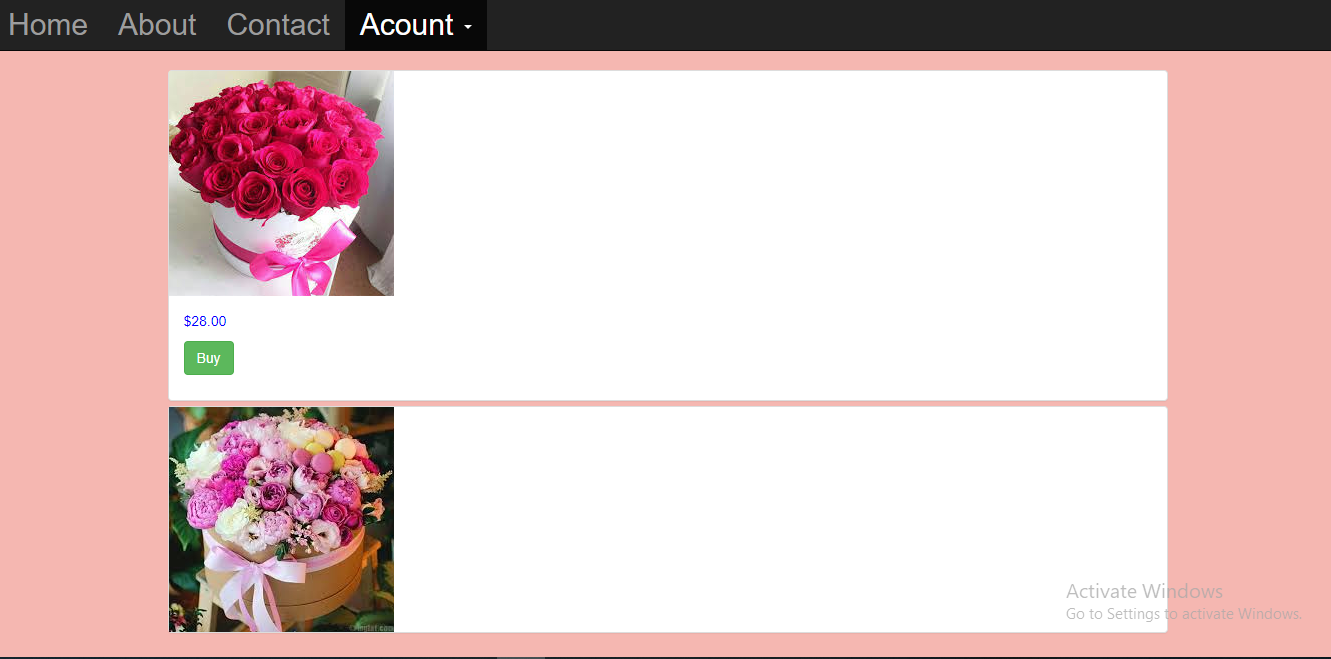 Home About Contact Acount
$28.00
Buy
Activate Windows
Go to Settings to activate Windows.